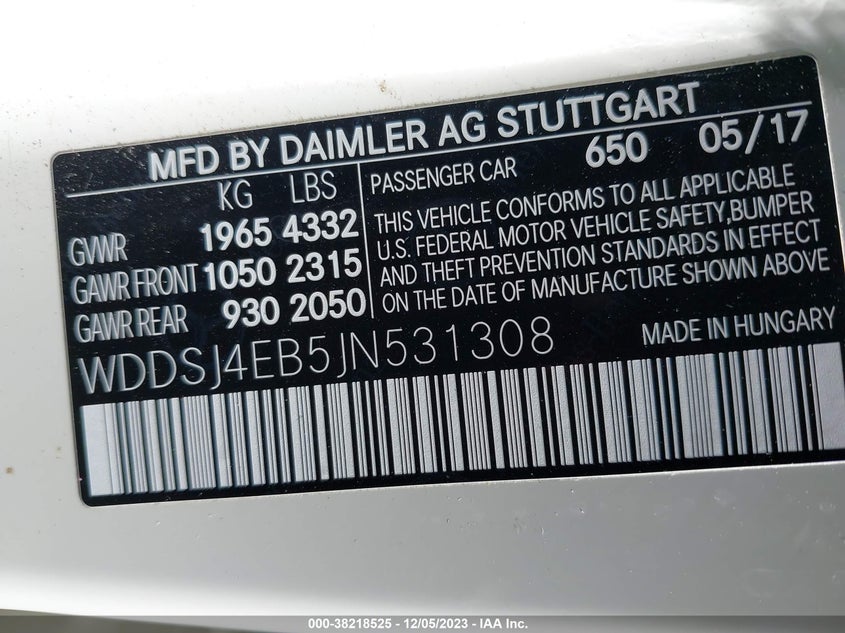 MFD BY DAIMLER AG STUTTGART
KG LBS
GVWR 1965 4332
GAWR FRONT 1050 2315
GAWR REAR 930 2050
PASSENGER CAR 650 05/17
THIS VEHICLE CONFORMS TO ALL APPLICABLE
U.S. FEDERAL MOTOR VEHICLE SAFETY,BUMPER
AND THEFT PREVENTION STANDARDS IN EFFECT
ON THE DATE OF MANUFACTURE SHOWN ABOVE
WDDSJ4EB5JN531308
MADE IN HUNGARY
000-38218525 - 12/05/2023 - IAA Inc.